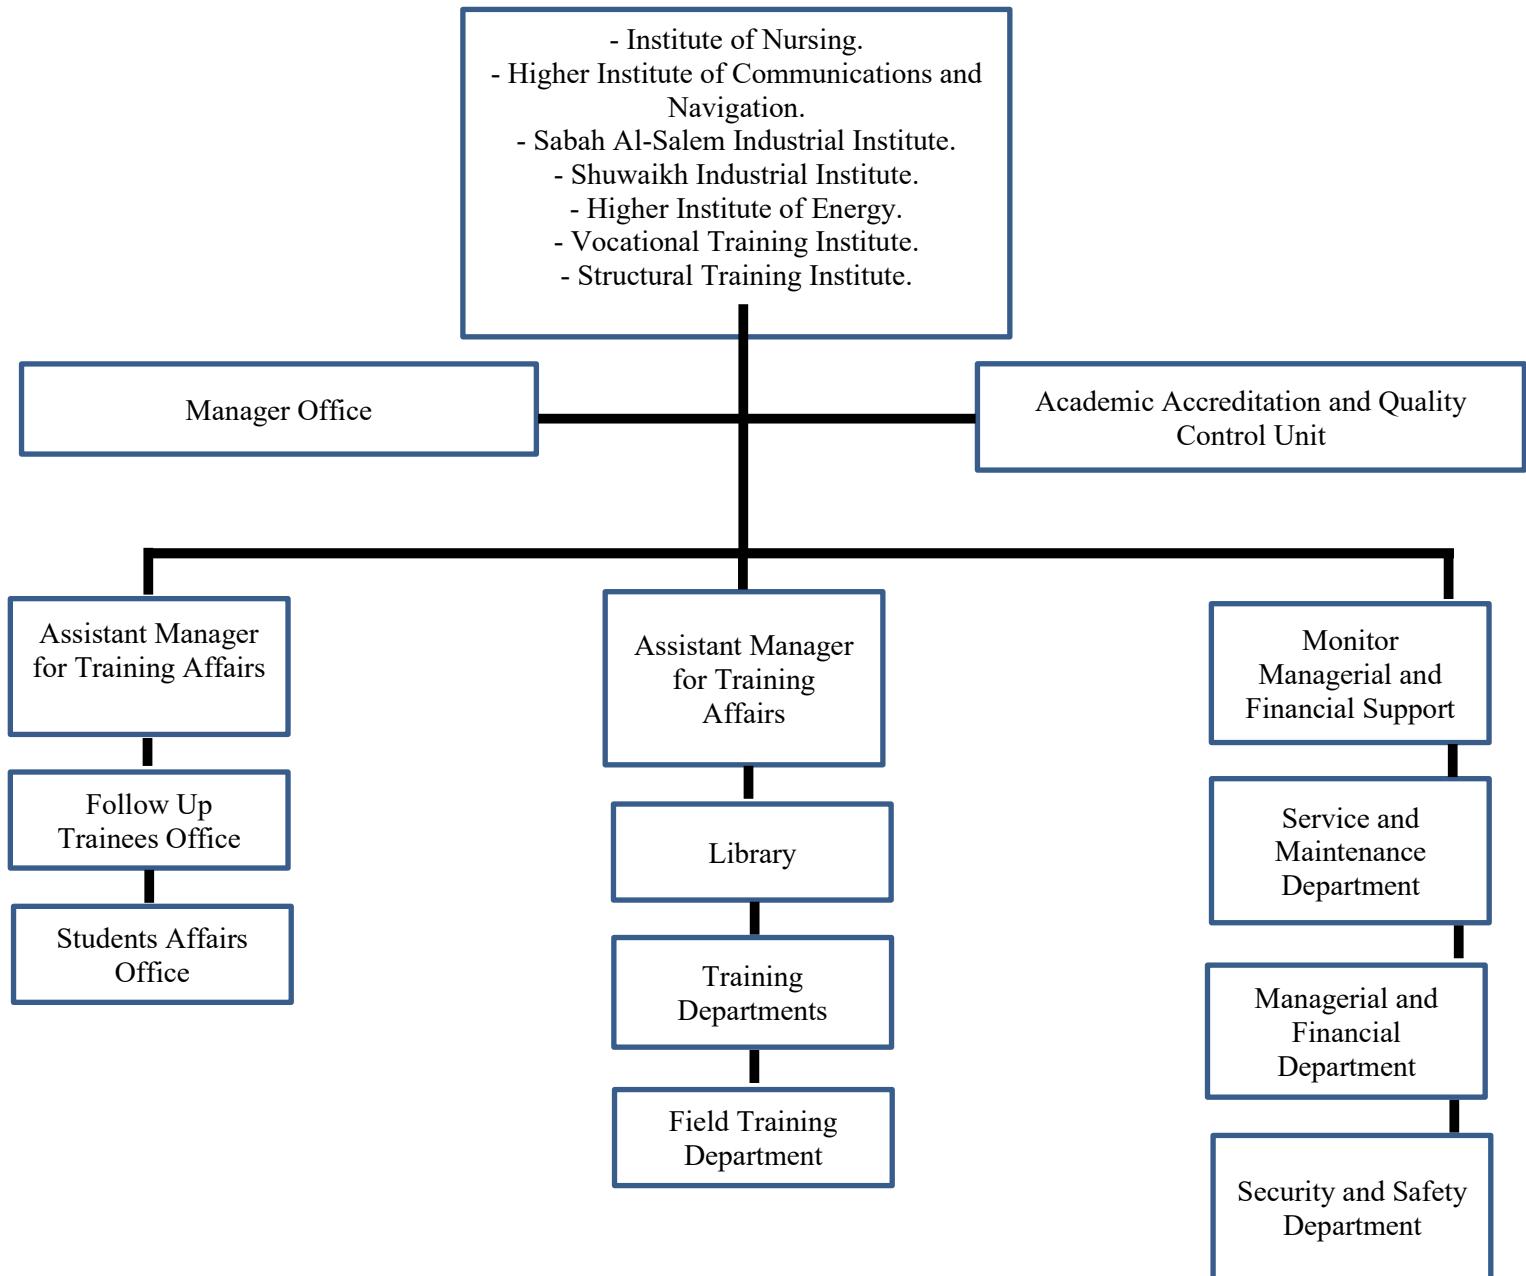 - Institute of Nursing.
- Higher Institute of Communications and
Navigation.
- Sabah Al-Salem Industrial Institute.
- Shuwaikh Industrial Institute.
- Higher Institute of Energy.
- Vocational Training Institute.
- Structural Training Institute.
Manager Office
Academic Accreditation and Quality
Control Unit
Assistant Manager
for Training Affairs
Follow Up
Trainees Office
Students Affairs
Office
Assistant Manager
for Training
Affairs
Library
Training
Departments
Field Training
Department
Monitor
Managerial and
Financial Support
Service and
Maintenance
Department
Managerial and
Financial
Department
Security and Safety
Department